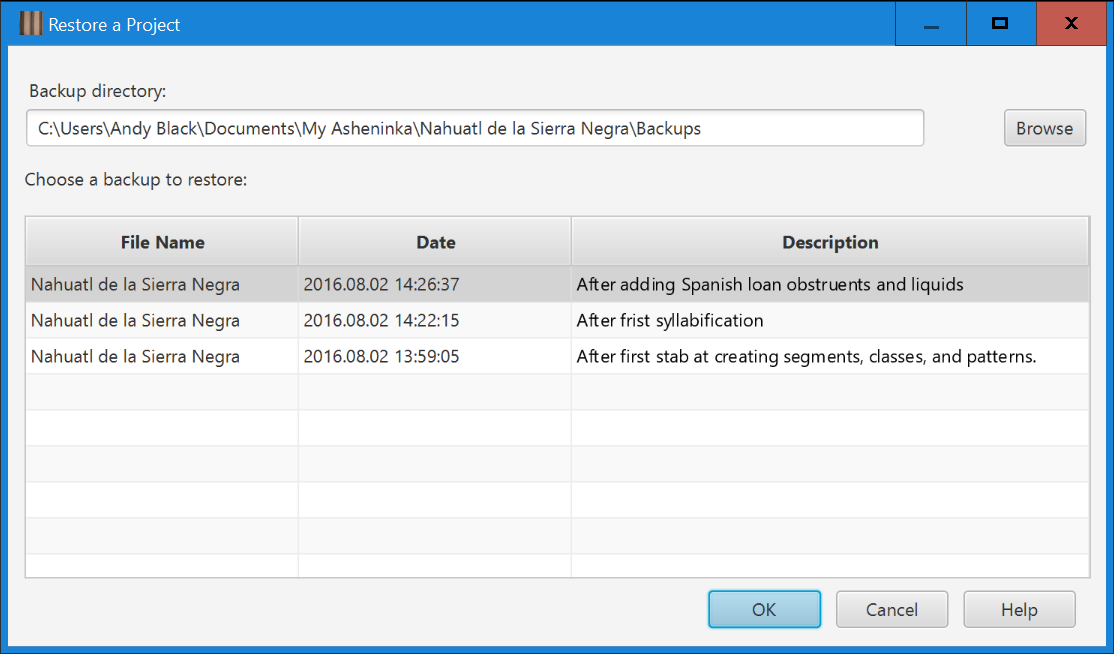 Restore a Project
Backup directory:
C:\Users\Andy Black\Documents\My Asheninka\Nahuatl de la Sierra Negra\Backups
Browse
Choose a backup to restore:
File Name Date Description
Nahuatl de la Sierra Negra 2016.08.02 14:26:37 After adding Spanish loan obstruents and liquids
Nahuatl de la Sierra Negra 2016.08.02 14:22:15 After frist syllabification
Nahuatl de la Sierra Negra 2016.08.02 13:59:05 After first stab at creating segments, classes, and patterns.
OK Cancel Help